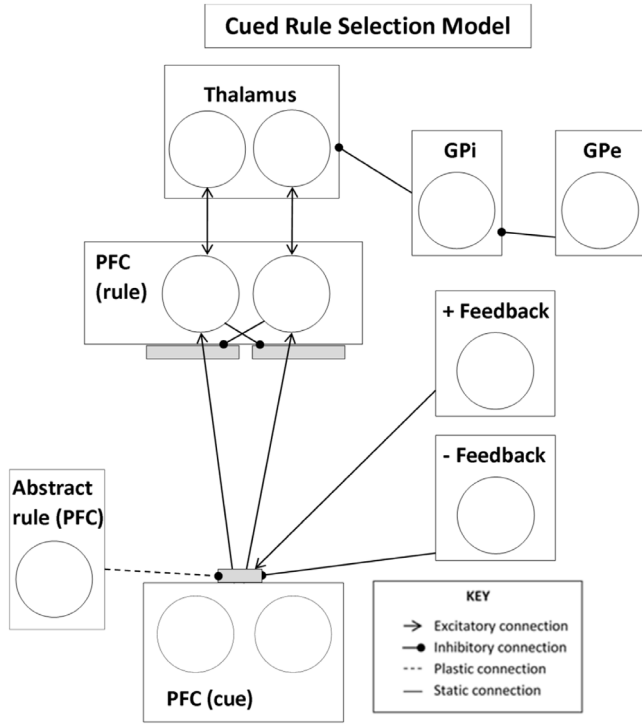 Cued Rule Selection Model
Thalamus
GPi
GPe
PFC
(rule)
+ Feedback
- Feedback
Abstract
rule (PFC)
PFC (cue)
KEY
Excitatory connection
Inhibitory connection
Plastic connection
Static connection